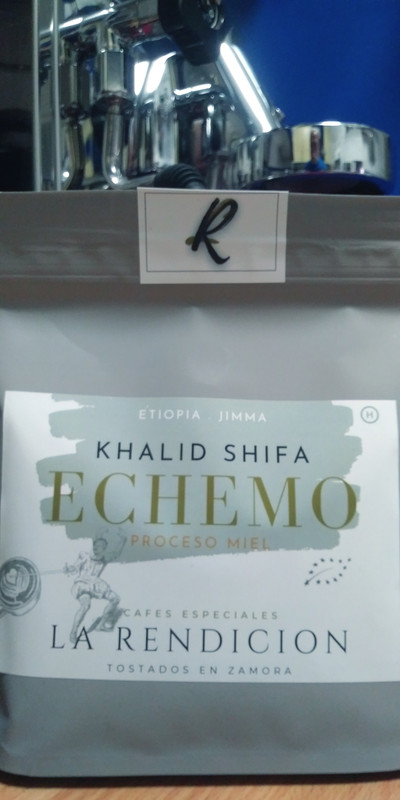 R
ETIOPIA . JIMMA
H
KHALID SHIFA
ECHEMO
PROCESO MIEL
CAFES ESPECIALES
LA RENDICION
TOSTADOS EN ZAMORA